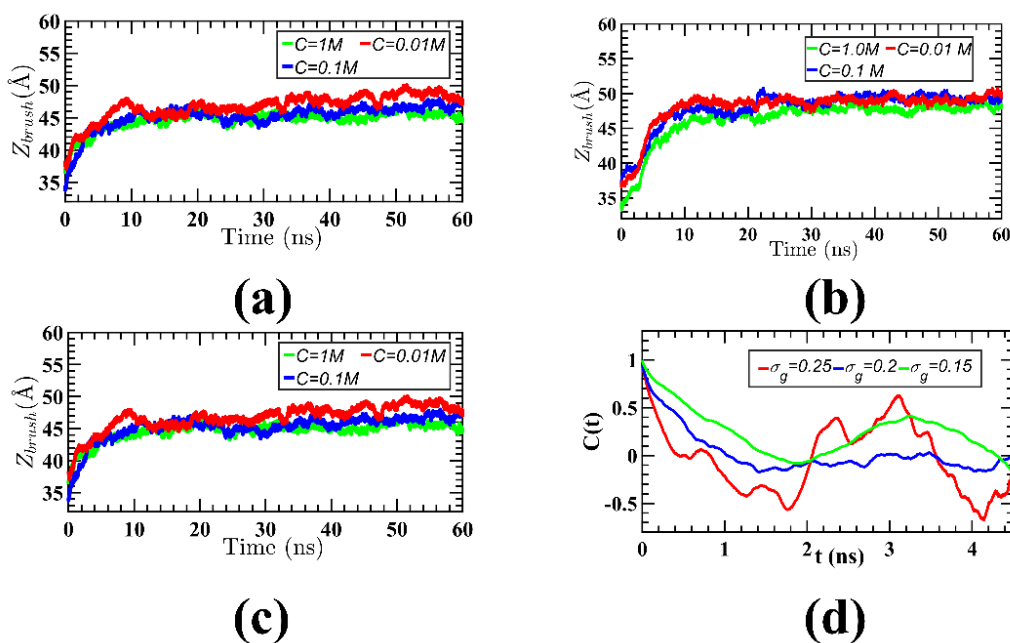 60
55
50
45
40
35
Z_brush(Å)
C=1M C=0.01M
C=0.1M
0 10 20 30 40 50 60
Time (ns)
(a)
60
55
50
45
40
35
Z_brush(Å)
C=1.0M C=0.01 M
C=0.1 M
0 10 20 30 40 50 60
Time (ns)
(b)
60
55
50
45
40
35
Z_brush(Å)
C=1M C=0.01M
C=0.1M
0 10 20 30 40 50 60
Time (ns)
(c)
1
0.5
0
-0.5
C(t)
σ_g=0.25 σ_g=0.2 σ_g=0.15
0 1 2 3 4
t (ns)
(d)